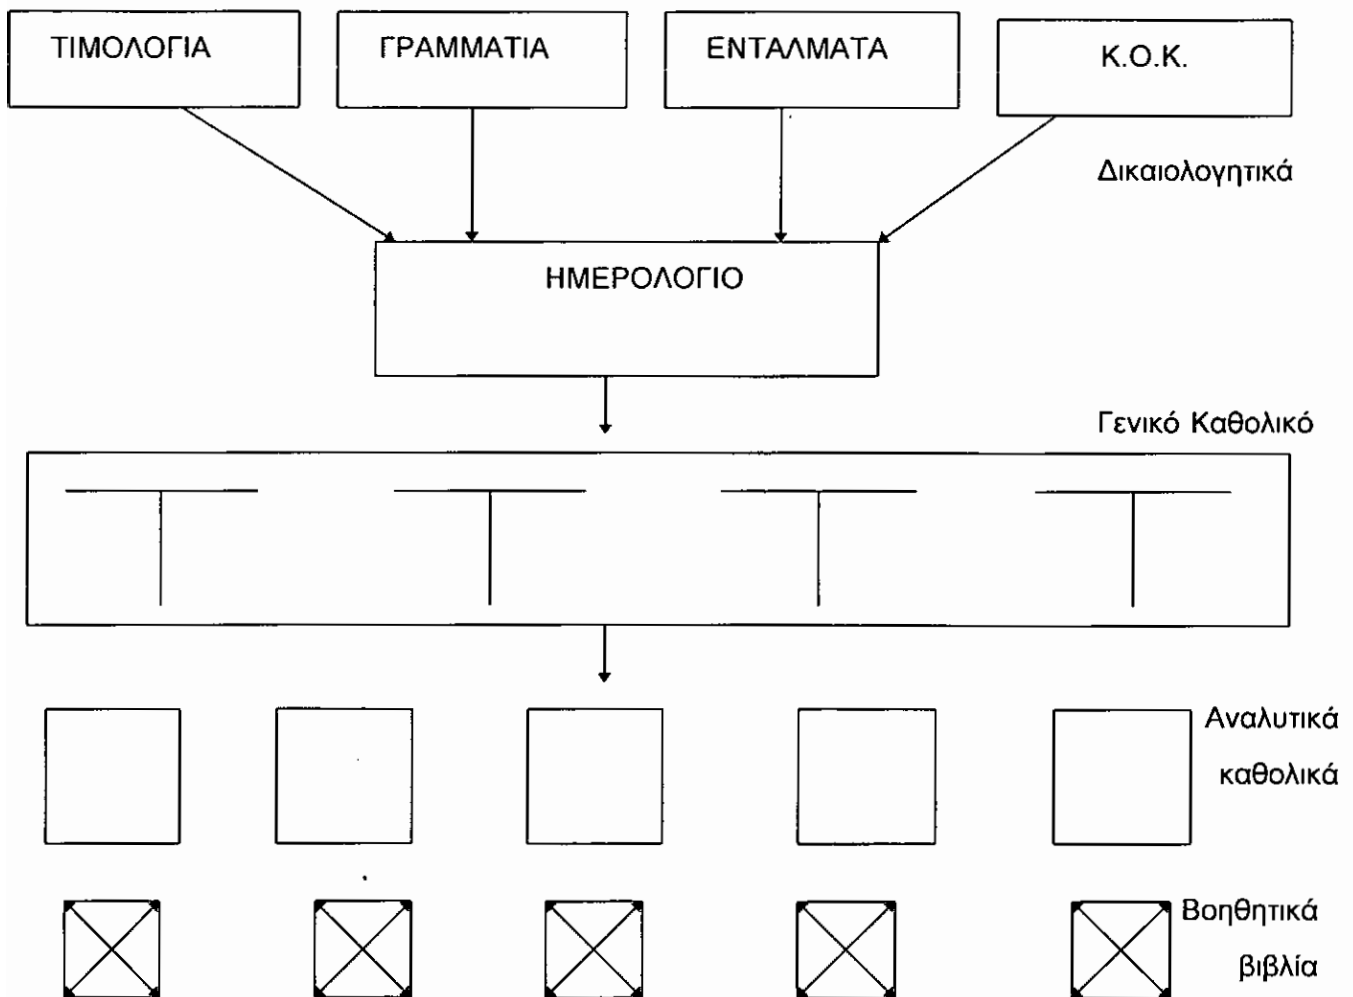 ΤΙΜΟΛΟΓΙΑ
ΓΡΑΜΜΑΤΙΑ
ΕΝΤΑΛΜΑΤΑ
Κ.Ο.Κ.
Δικαιολογητικά
ΗΜΕΡΟΛΟΓΙΟ
Γενικό Καθολικό
Αναλυτικά
καθολικά
Βοηθητικά
βιβλία